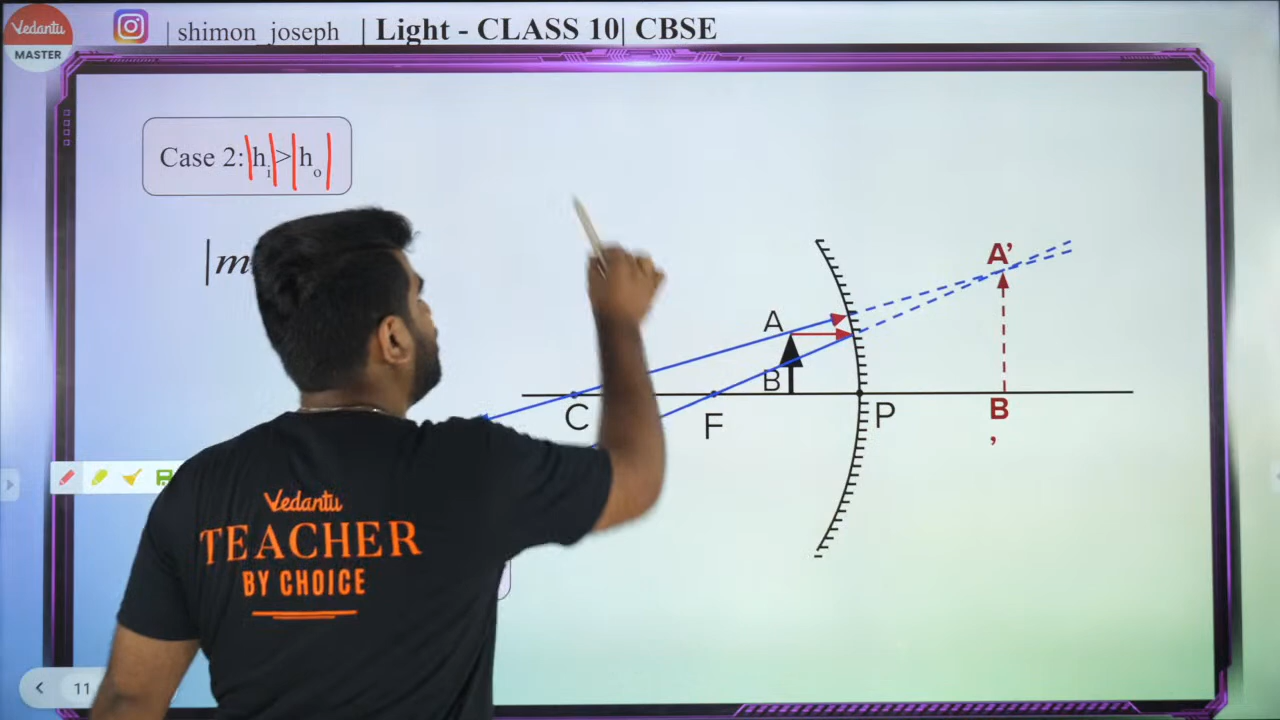 Vedantu
MASTER
| shimon_joseph | Light - CLASS 10| CBSE
Case 2:|hᵢ|>|hₒ|
|m
A
B
C
F
P
A’
B
’
Vedantu
TEACHER
BY CHOICE
11